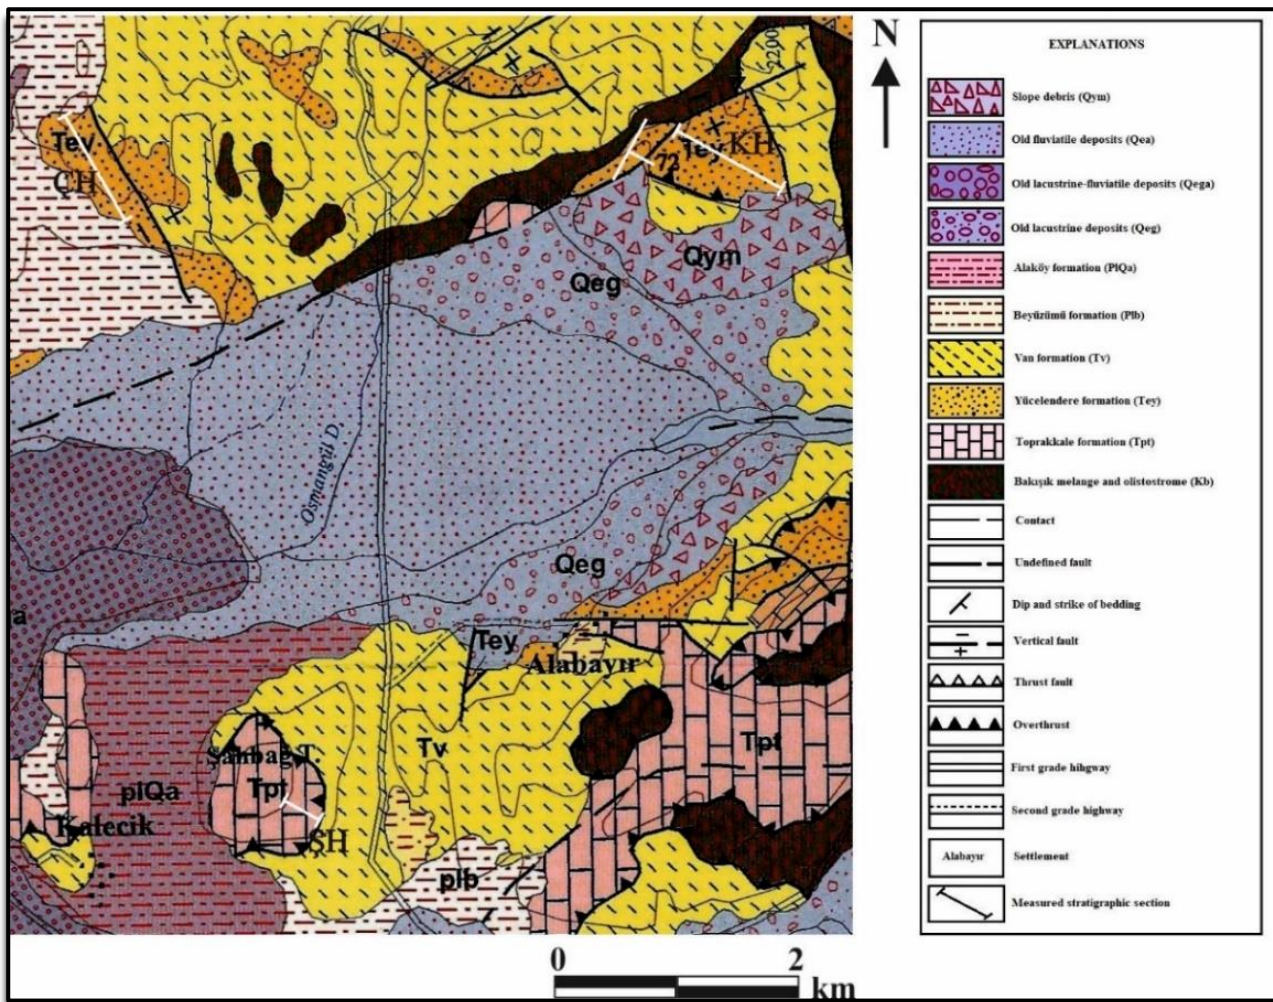 N
2200
Tey
ÇH
Tey
KH
72
Qym
Qeg
Osmangül D.
Qeg
a
Tey
Alabayır
Şahbağ T.
Tv
Tpt
Tpt
plQa
Kalecik
ŞH
plb
0 2
km
EXPLANATIONS
Slope debris (Qym)
Old fluviatile deposits (Qea)
Old lacustrine-fluviatile deposits (Qega)
Old lacustrine deposits (Qeg)
Alaköy formation (PlQa)
Beyüzümü formation (Plb)
Van formation (Tv)
Yücelendere formation (Tey)
Toprakkale formation (Tpt)
Bakışık melange and olistostrome (Kb)
Contact
Undefined fault
Dip and strike of bedding
Vertical fault
Thrust fault
Overthrust
First grade hihgway
Second grade highway
Alabayır Settlement
Measured stratigraphic section